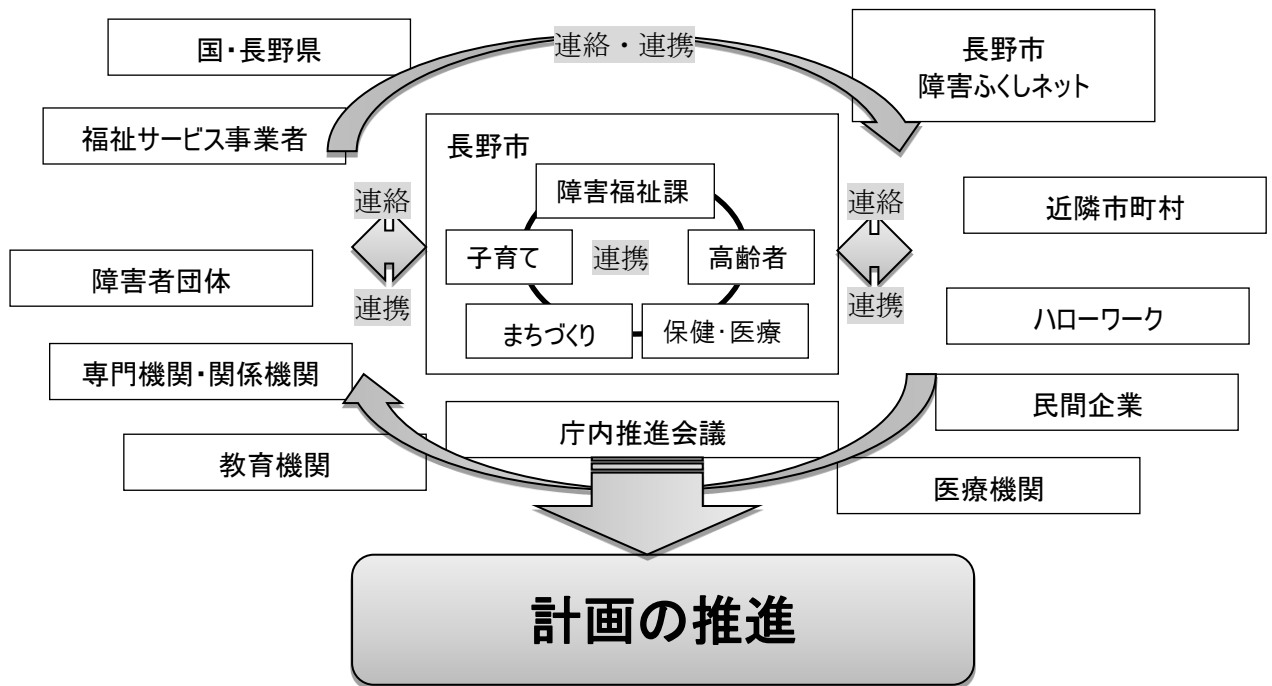 国・長野県
連絡・連携
長野市
障害ふくしネット
福祉サービス事業者
長野市
障害福祉課
連絡
連絡
近隣市町村
子育て
連携
高齢者
障害者団体
連携
連携
まちづくり
保健・医療
ハローワーク
専門機関・関係機関
民間企業
庁内推進会議
教育機関
医療機関
計画の推進